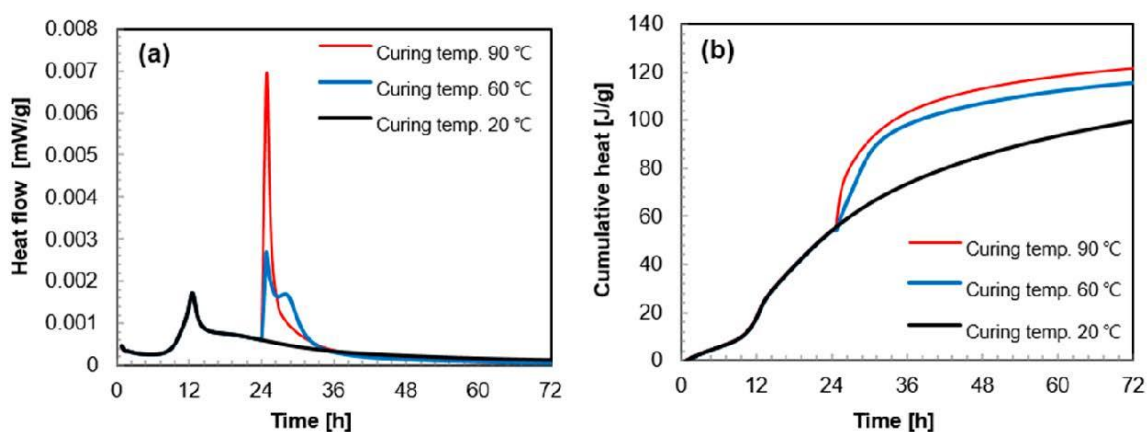 (a)
Heat flow [mW/g]
0.008
0.007
0.006
0.005
0.004
0.003
0.002
0.001
0
Curing temp. 90 ℃
Curing temp. 60 ℃
Curing temp. 20 ℃
0 12 24 36 48 60 72
Time [h]
(b)
Cumulative heat [J/g]
140
120
100
80
60
40
20
0
Curing temp. 90 ℃
Curing temp. 60 ℃
Curing temp. 20 ℃
0 12 24 36 48 60 72
Time [h]